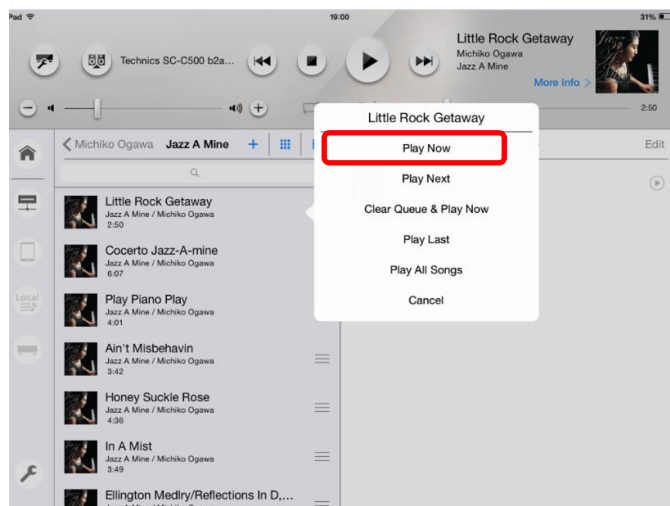 Pad 19:00 31%
Technics SC-C500 b2a...
Little Rock Getaway
Michiko Ogawa
Jazz A Mine
More Info >
2:50
Michiko Ogawa Jazz A Mine + Edit
Little Rock Getaway
Play Now
Play Next
Clear Queue & Play Now
Play Last
Play All Songs
Cancel
Local
Little Rock Getaway
Jazz A Mine / Michiko Ogawa
2:50
Cocerto Jazz-A-mine
Jazz A Mine / Michiko Ogawa
6:07
Play Piano Play
Jazz A Mine / Michiko Ogawa
4:01
Ain't Misbehavin
Jazz A Mine / Michiko Ogawa
3:42
Honey Suckle Rose
Jazz A Mine / Michiko Ogawa
4:36
In A Mist
Jazz A Mine / Michiko Ogawa
3:49
Ellington Medlry/Reflections In D,...